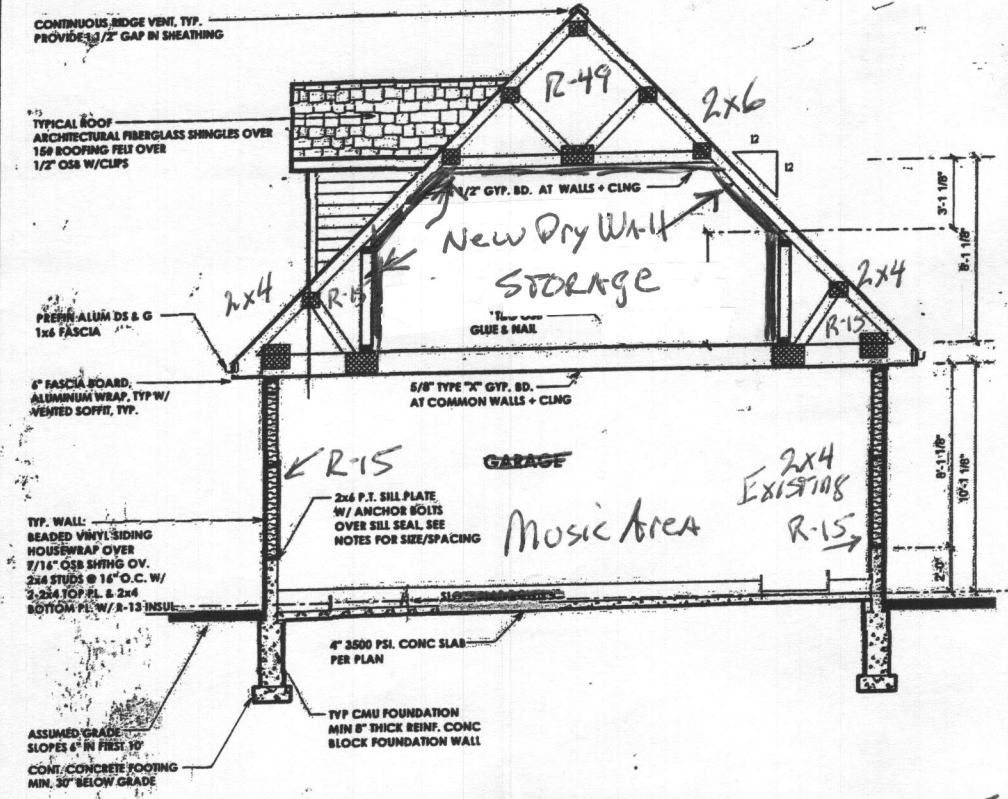 CONTINUOUS RIDGE VENT, TYP.
PROVIDE 1 1/2" GAP IN SHEATHING
R-49
2x6
TYPICAL ROOF
ARCHITECTURAL FIBERGLASS SHINGLES OVER
15# ROOFING FELT OVER
1/2" OSB W/CLIPS
12
12
1/2" GYP. BD. AT WALLS + CLNG
3'-1 1/8"
8'-1 1/8"
New Dry Wall
STORAGE
2x4
R-15
2x4
R-15
PREFIN ALUM DS & G
1x6 FASCIA
OSB
GLUE & NAIL
6" FASCIA BOARD,
ALUMINUM WRAP, TYP W/
VENTED SOFFIT, TYP.
5/8" TYPE "X" GYP. BD.
AT COMMON WALLS + CLNG
R-15
GARAGE
2x4
EXISTING
R-15
8'-1 1/8"
10'-1 1/8"
2'-0"
2x6 P.T. SILL PLATE
W/ ANCHOR BOLTS
OVER SILL SEAL, SEE
NOTES FOR SIZE/SPACING
Music Area
TYP. WALL:
BEADED VINYL SIDING
HOUSEWRAP OVER
7/16" OSB SHTHG OV.
2x4 STUDS @ 16" O.C. W/
2-2x4 TOP PL. & 2x4
BOTTOM PL. W/ R-13 INSUL
4" 3500 PSI. CONC SLAB
PER PLAN
TYP CMU FOUNDATION
MIN 8" THICK REINF. CONC
BLOCK FOUNDATION WALL
ASSUMED GRADE
SLOPES 6" IN FIRST 10'
CONT. CONCRETE FOOTING
MIN. 30" BELOW GRADE